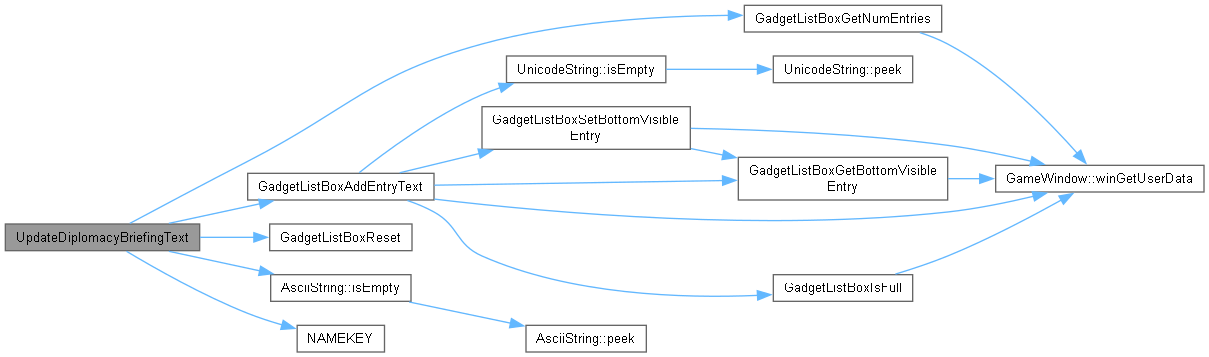 GadgetListBoxGetNumEntries
UnicodeString::isEmpty
UnicodeString::peek
GadgetListBoxSetBottomVisible
Entry
GadgetListBoxGetBottomVisible
Entry
GameWindow::winGetUserData
GadgetListBoxAddEntryText
UpdateDiplomacyBriefingText
GadgetListBoxReset
AsciiString::isEmpty
GadgetListBoxIsFull
NAMEKEY
AsciiString::peek